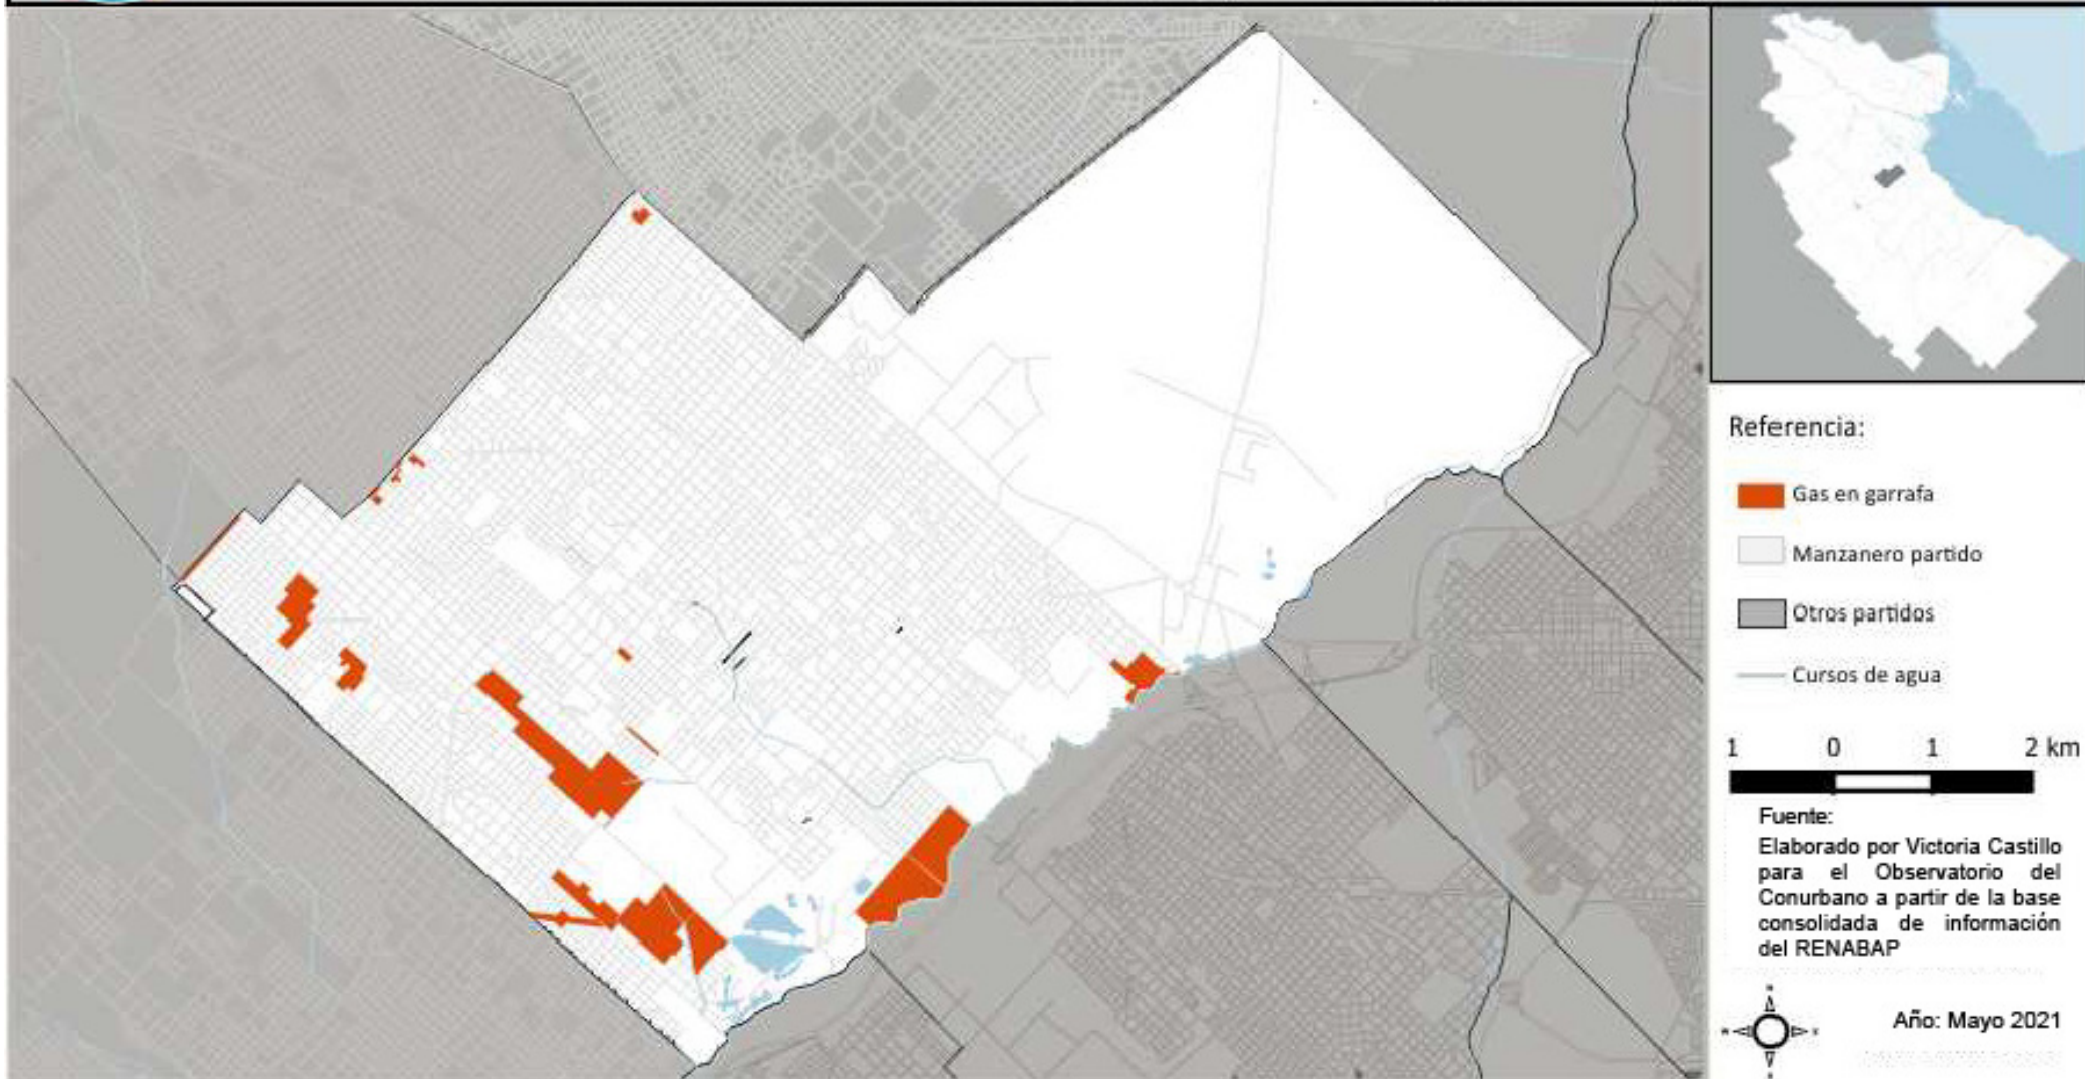 Referencia:
Gas en garrafa
Manzanero partido
Otros partidos
Cursos de agua
1 0 1 2 km
Fuente:
Elaborado por Victoria Castillo
para el Observatorio del
Conurbano a partir de la base
consolidada de información
del RENABAP
Año: Mayo 2021